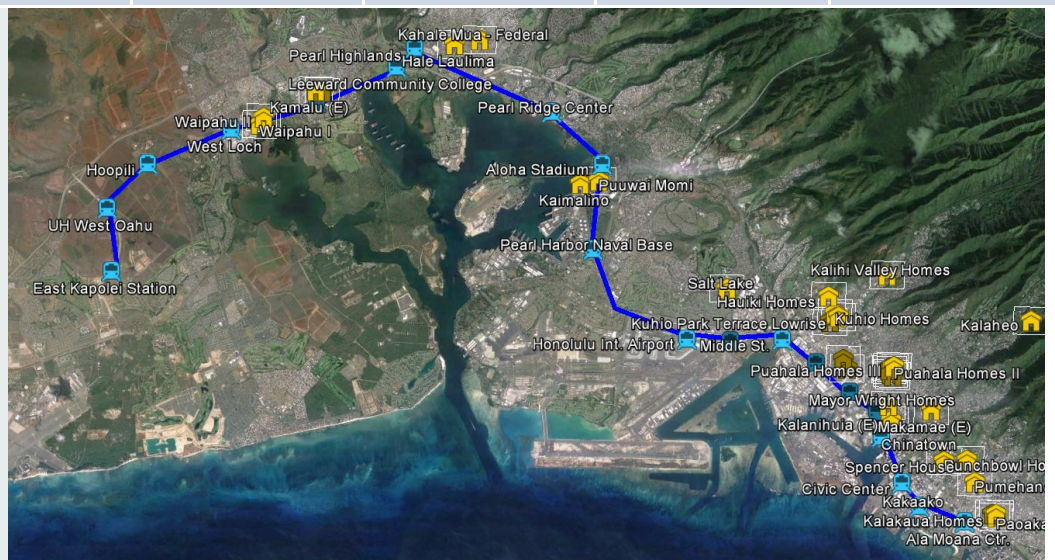 Kahale Mua - Federal
Pearl Highlands
Hale Laulima
Leeward Community College
Kamalu (E)
Pearl Ridge Center
Waipahu II
Waipahu I
West Loch
Hoopili
Aloha Stadium
Puuwai Momi
Kaimalino
UH West Oahu
Pearl Harbor Naval Base
East Kapolei Station
Kalihi Valley Homes
Salt Lake
Hauiki Homes
Kuhio Park Terrace Lowrise
Kuhio Homes
Kalaheo
Honolulu Int. Airport
Middle St.
Puahala Homes III
Puahala Homes II
Mayor Wright Homes
Kalanihuia (E)
Makamae (E)
Chinatown
Spencer House
unchbowl Ho
Civic Center
Pumehan
Kakaako
Kalakaua Homes
Paoaka
Ala Moana Ctr.